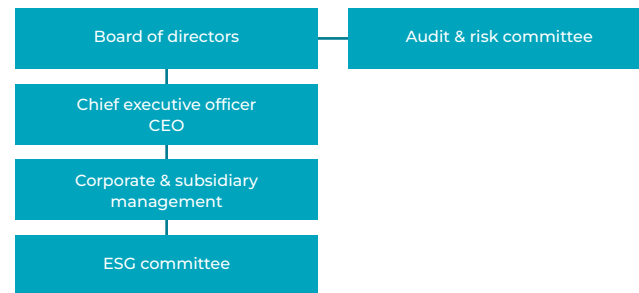 Board of directors
Audit & risk committee
Chief executive officer
CEO
Corporate & subsidiary
management
ESG committee